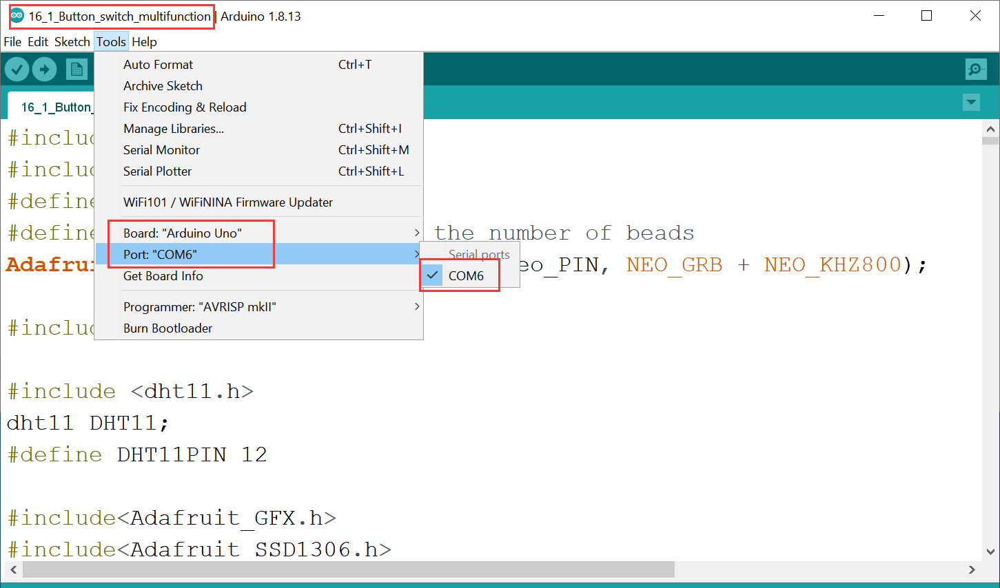 16_1_Button_switch_multifunction | Arduino 1.8.13
File Edit Sketch Tools Help
Auto Format Ctrl+T
Archive Sketch
Fix Encoding & Reload
Manage Libraries... Ctrl+Shift+I
Serial Monitor Ctrl+Shift+M
Serial Plotter Ctrl+Shift+L
WiFi101 / WiFiNINA Firmware Updater
Board: "Arduino Uno"
Port: "COM6"
Get Board Info
Programmer: "AVRISP mkII"
Burn Bootloader
Serial ports
COM6
16_1_Button_
#includ
#includ
#define
#define the number of beads
Adafrui eo_PIN, NEO_GRB + NEO_KHZ800);
#includ
#include <dht11.h>
dht11 DHT11;
#define DHT11PIN 12
#include<Adafruit_GFX.h>
#include<Adafruit_SSD1306.h>